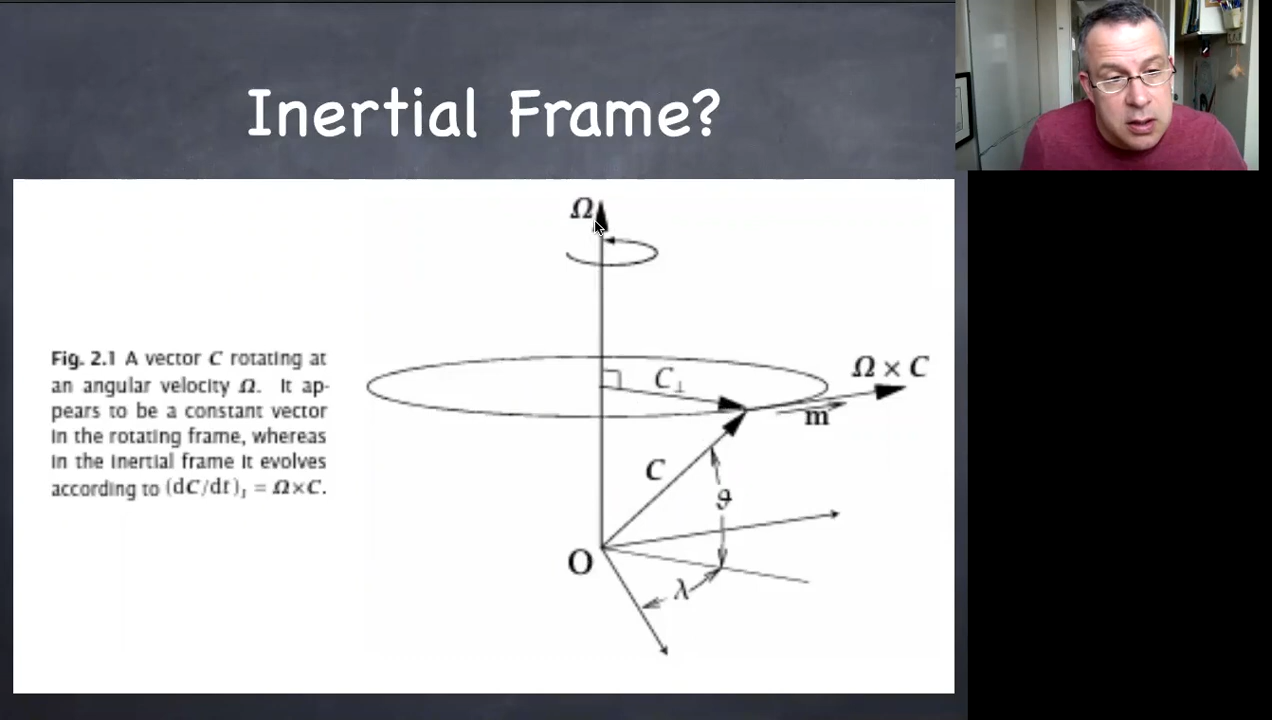 Inertial Frame?
Ω
Fig. 2.1 A vector C rotating at
an angular velocity Ω. It ap-
pears to be a constant vector
in the rotating frame, whereas
in the inertial frame it evolves
according to (dC/dt)I = Ω×C.
C⊥
Ω × C
m
C
ϑ
O
λ